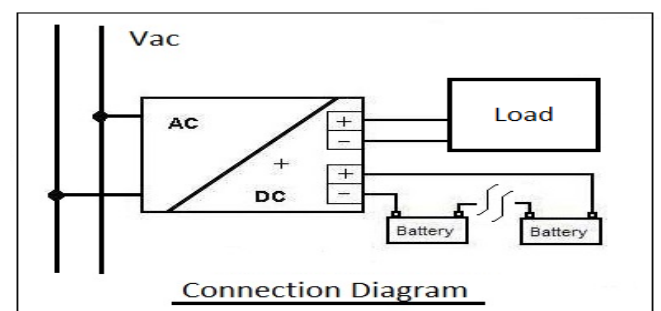 Vac
AC
+
−
Load
+
DC
+
−
Battery
Battery
Connection Diagram